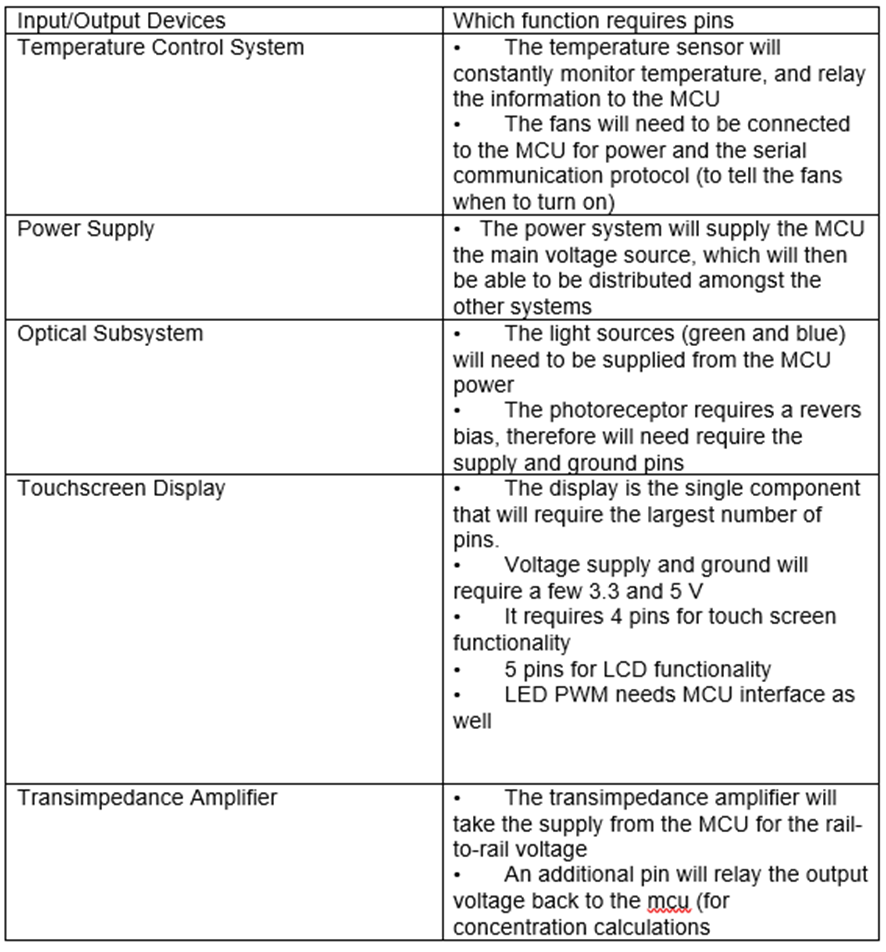 Input/Output Devices
Which function requires pins
Temperature Control System
• The temperature sensor will
constantly monitor temperature, and relay
the information to the MCU
• The fans will need to be connected
to the MCU for power and the serial
communication protocol (to tell the fans
when to turn on)
Power Supply
• The power system will supply the MCU
the main voltage source, which will then
be able to be distributed amongst the
other systems
Optical Subsystem
• The light sources (green and blue)
will need to be supplied from the MCU
power
• The photoreceptor requires a revers
bias, therefore will need require the
supply and ground pins
Touchscreen Display
• The display is the single component
that will require the largest number of
pins.
• Voltage supply and ground will
require a few 3.3 and 5 V
• It requires 4 pins for touch screen
functionality
• 5 pins for LCD functionality
• LED PWM needs MCU interface as
well
Transimpedance Amplifier
• The transimpedance amplifier will
take the supply from the MCU for the rail-
to-rail voltage
• An additional pin will relay the output
voltage back to the mcu (for
concentration calculations